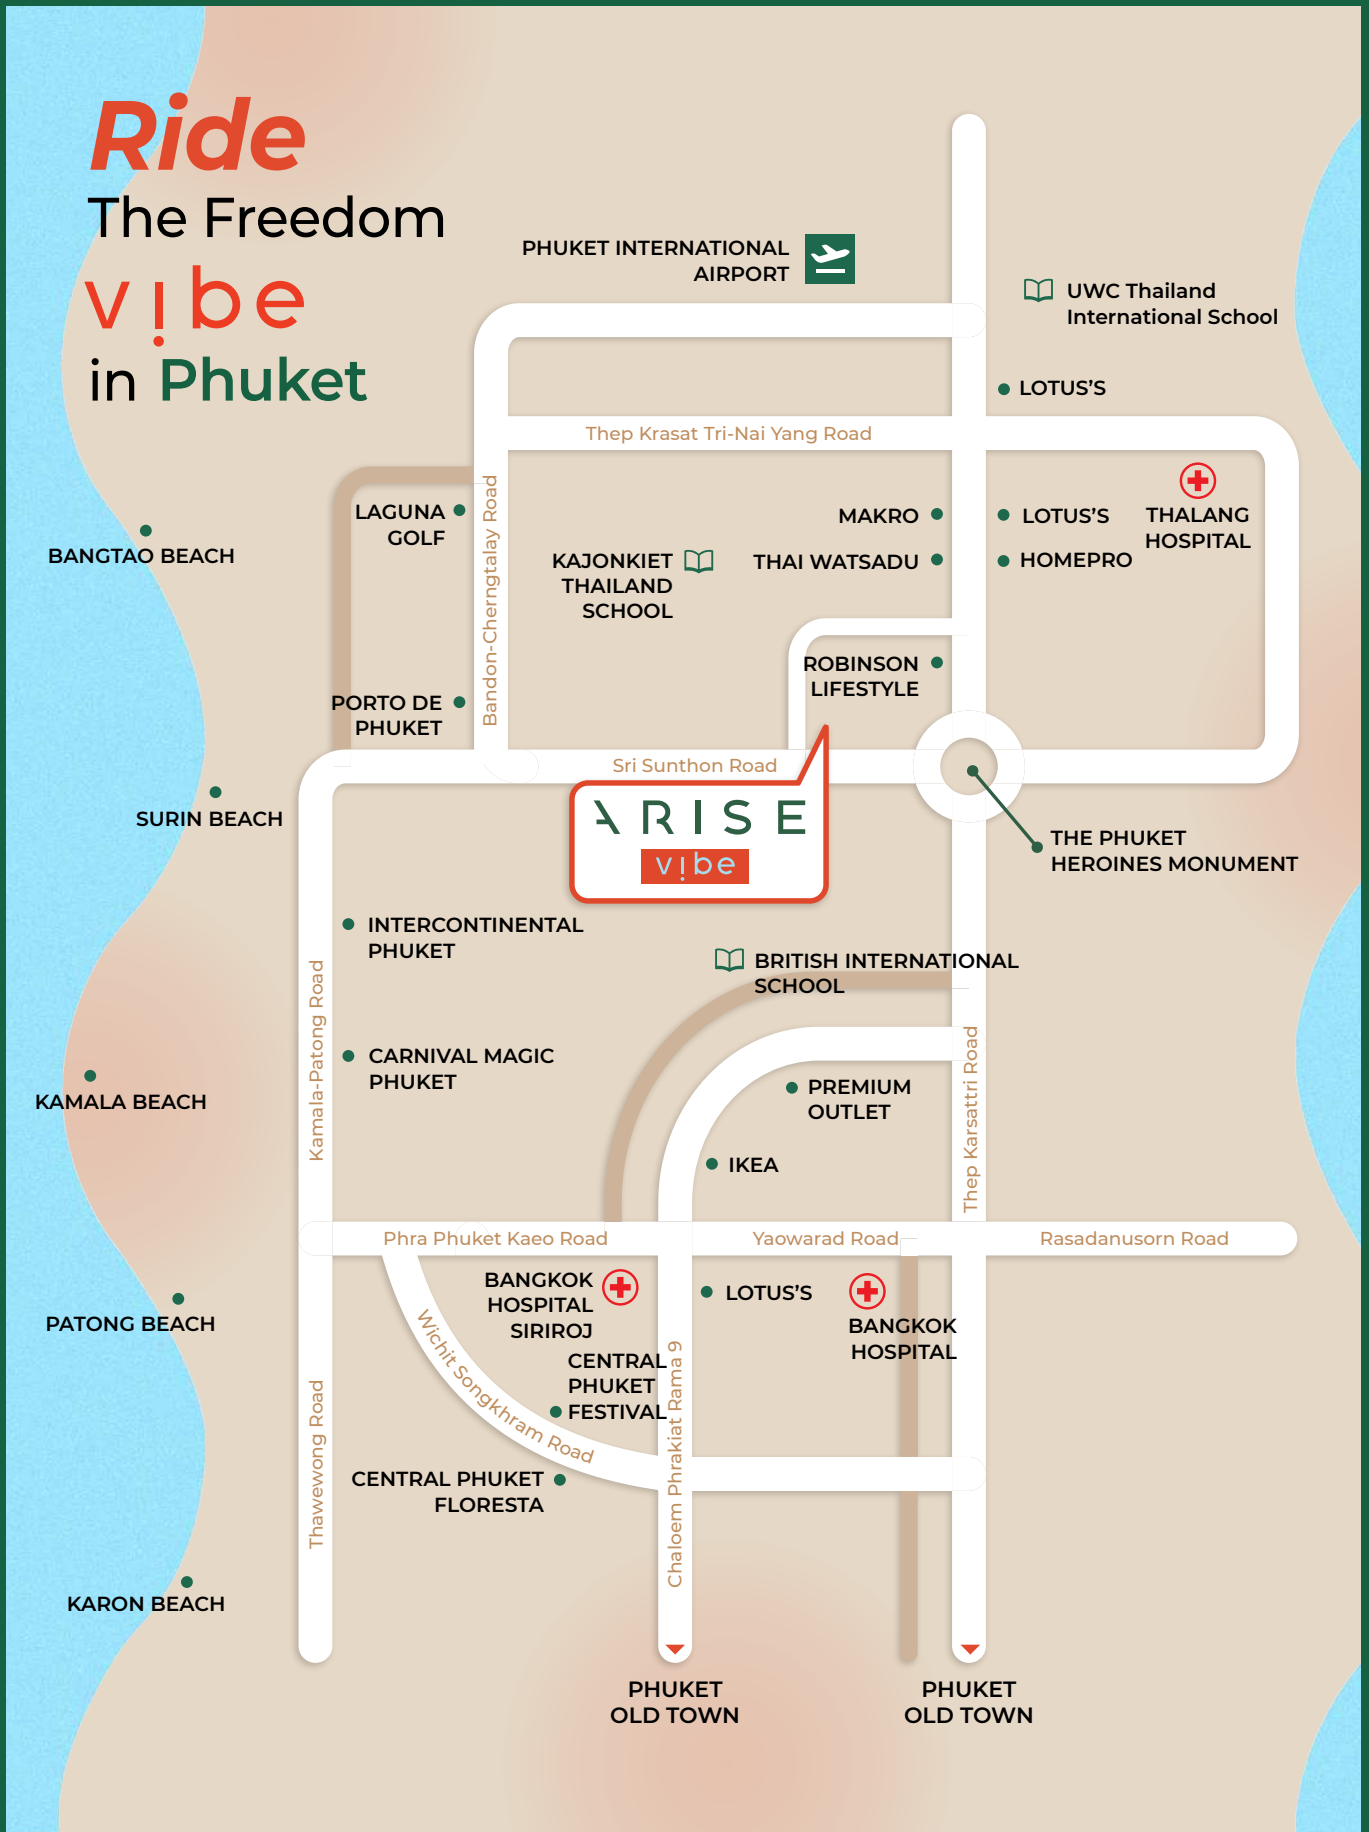 Ride
The Freedom
vibe
in Phuket
PHUKET INTERNATIONAL
AIRPORT
UWC Thailand
International School
LOTUS'S
Thep Krasat Tri-Nai Yang Road
LAGUNA
GOLF
Bandon-Cherngtalay Road
MAKRO
LOTUS'S
THALANG
HOSPITAL
BANGTAO BEACH
KAJONKIET
THAILAND
SCHOOL
THAI WATSADU
HOMEPRO
ROBINSON
LIFESTYLE
PORTO DE
PHUKET
Sri Sunthon Road
SURIN BEACH
ARISE
vibe
THE PHUKET
HEROINES MONUMENT
INTERCONTINENTAL
PHUKET
BRITISH INTERNATIONAL
SCHOOL
Kamala-Patong Road
CARNIVAL MAGIC
PHUKET
Thep Karsattri Road
KAMALA BEACH
PREMIUM
OUTLET
IKEA
Phra Phuket Kaeo Road
Yaowarad Road
Rasadanusorn Road
BANGKOK
HOSPITAL
SIRIROJ
LOTUS'S
BANGKOK
HOSPITAL
PATONG BEACH
Wichit Songkhram Road
CENTRAL
PHUKET
FESTIVAL
Chaloem Phrakiat Rama 9
Thawewong Road
CENTRAL PHUKET
FLORESTA
KARON BEACH
PHUKET
OLD TOWN
PHUKET
OLD TOWN